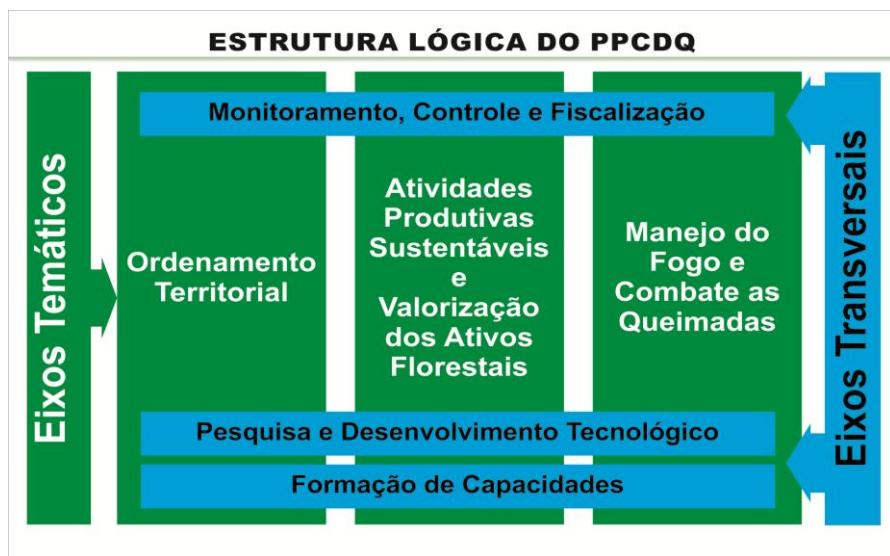 ESTRUTURA LÓGICA DO PPCDQ
Eixos Temáticos
Monitoramento, Controle e Fiscalização
Ordenamento
Territorial
Atividades
Produtivas
Sustentáveis
e
Valorização
dos Ativos
Florestais
Manejo do
Fogo e
Combate as
Queimadas
Pesquisa e Desenvolvimento Tecnológico
Formação de Capacidades
Eixos Transversais